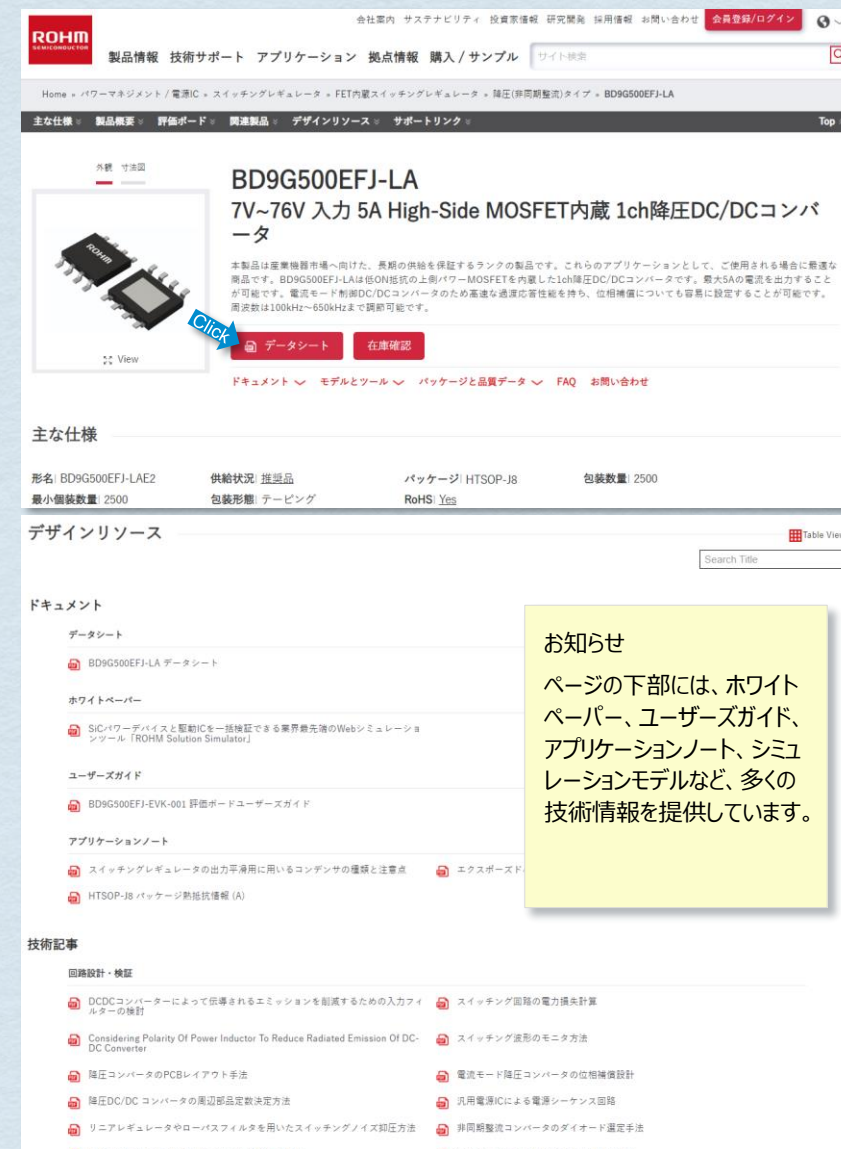 会社案内 サステナビリティ 投資家情報 研究開発 採用情報 お問い合わせ 会員登録/ログイン
ROHM
SEMICONDUCTOR
製品情報 技術サポート アプリケーション 拠点情報 購入 / サンプル サイト検索
Home » パワーマネジメント / 電源IC » スイッチングレギュレータ » FET内蔵スイッチングレギュレータ » 降圧(非同期整流)タイプ » BD9G500EFJ-LA
主な仕様 製品概要 評価ボード 関連製品 デザインリソース サポートリンク Top
外観 寸法図
BD9G500EFJ-LA
7V~76V 入力 5A High-Side MOSFET内蔵 1ch降圧DC/DCコンバ
ータ
ROHM
本製品は産業機器市場へ向けた、長期の供給を保証するランクの製品です。これらのアプリケーションとして、ご使用される場合に最適な
商品です。BD9G500EFJ-LAは低ON抵抗の上側パワーMOSFETを内蔵した1ch降圧DC/DCコンバータです。最大5Aの電流を出力すること
が可能です。電流モード制御DC/DCコンバータのため高速な過渡応答性能を持ち、位相補償についても容易に設定することが可能です。
周波数は100kHz～650kHzまで調節可能です。
Click
データシート 在庫確認
View
ドキュメント モデルとツール パッケージと品質データ FAQ お問い合わせ
主な仕様
形名| BD9G500EFJ-LAE2 供給状況| 推奨品 パッケージ| HTSOP-J8 包装数量| 2500
最小個装数量| 2500 包装形態| テーピング RoHS| Yes
デザインリソース
Table View
Search Title
ドキュメント
データシート
BD9G500EFJ-LA データシート
ホワイトペーパー
SiCパワーデバイスと駆動ICを一括検証できる業界最先端のWebシミュレーショ
ンツール「ROHM Solution Simulator」
ユーザーズガイド
BD9G500EFJ-EVK-001 評価ボードユーザーズガイド
アプリケーションノート
スイッチングレギュレータの出力平滑用に用いるコンデンサの種類と注意点 エクスポーズド
HTSOP-J8 パッケージ熱抵抗情報 (A)
お知らせ
ページの下部には、ホワイト
ペーパー、ユーザーズガイド、
アプリケーションノート、シミュ
レーションモデルなど、多くの
技術情報を提供しています。
技術記事
回路設計・検証
DCDCコンバーターによって伝導されるエミッションを削減するための入力フィ
ルターの検討
スイッチング回路の電力損失計算
Considering Polarity Of Power Inductor To Reduce Radiated Emission Of DC-
DC Converter
スイッチング波形のモニタ方法
降圧コンバータのPCBレイアウト手法 電流モード降圧コンバータの位相補償設計
降圧DC/DC コンバータの周辺部品定数決定方法 汎用電源ICによる電源シーケンス回路
リニアレギュレータやローパスフィルタを用いたスイッチングノイズ抑圧方法 非同期整流コンバータのダイオード選定手法